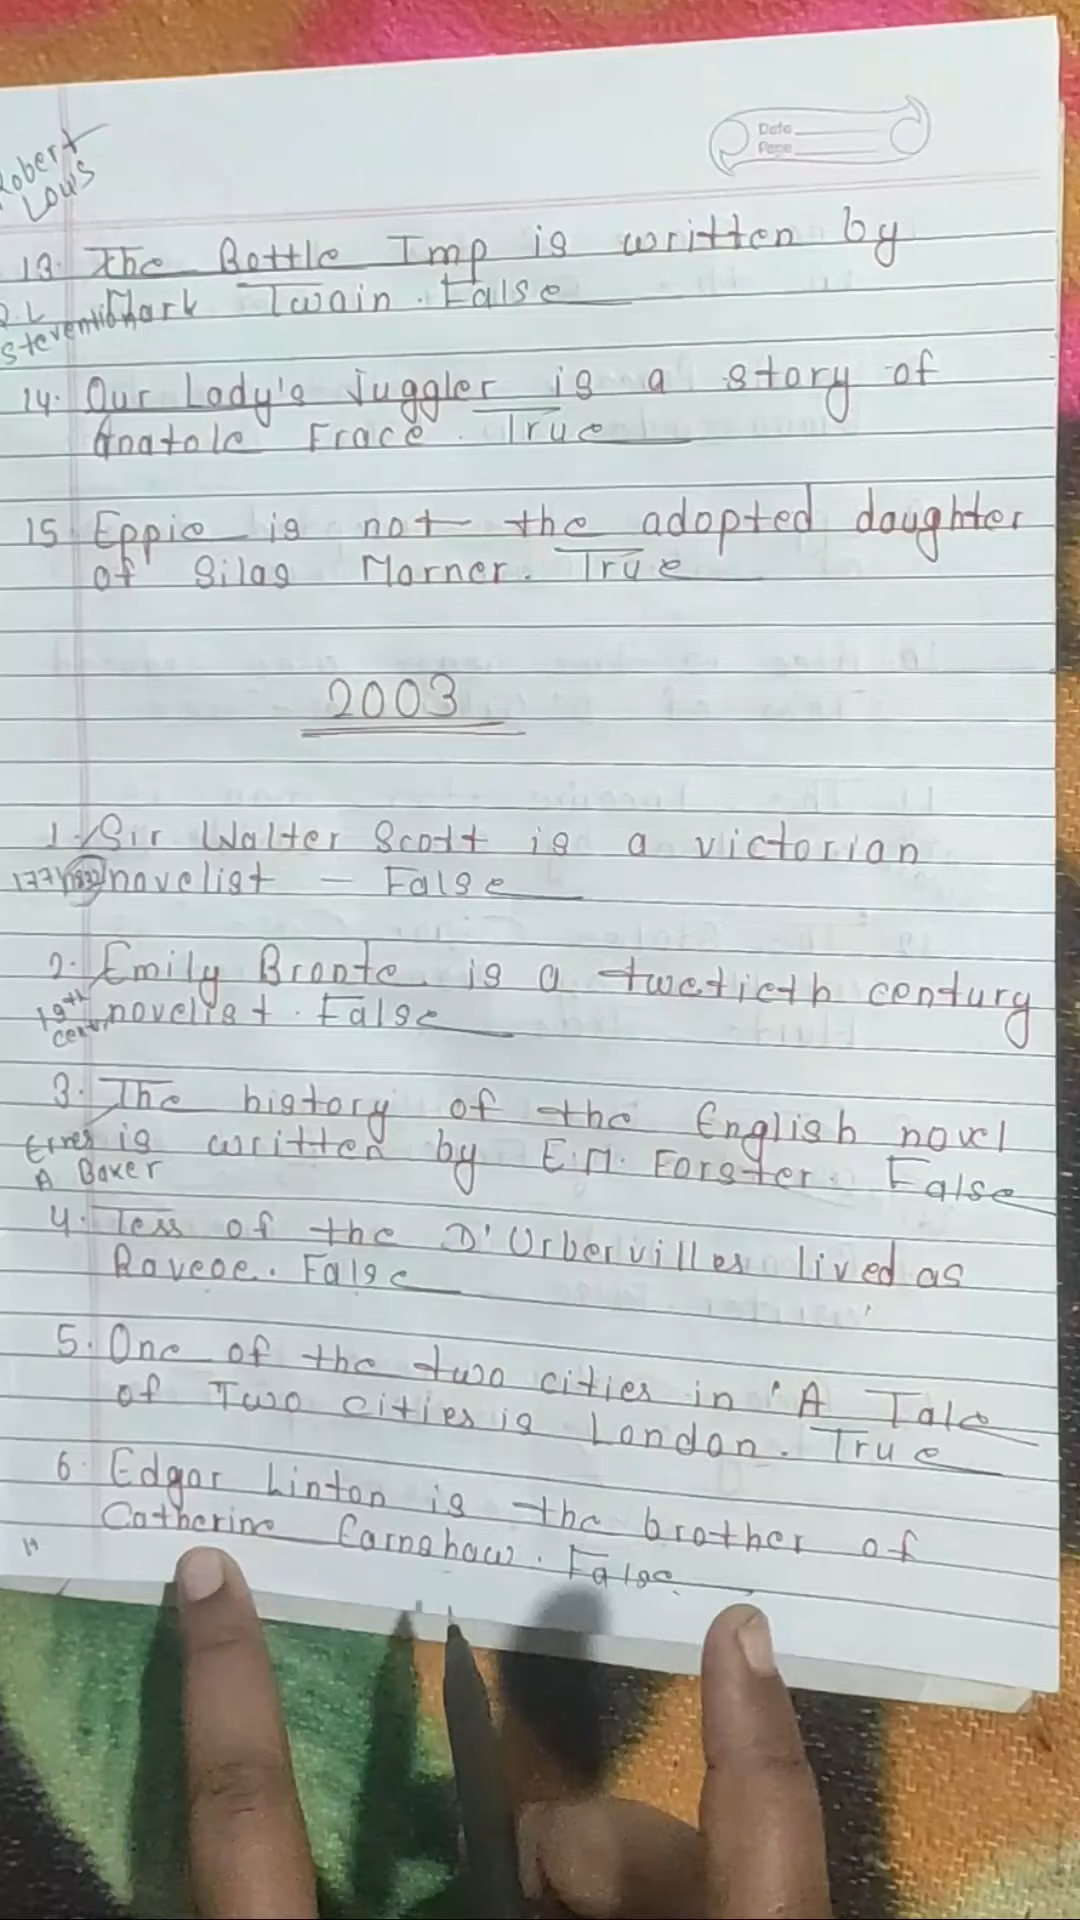 Robert
Louis
Date
Page
13. The Bottle Imp is written by
R.L
Mark Twain. False
14. Our Lady's Juggler is a story of
Anatole Frace. True
15. Eppie is not the adopted daughter
of Silas Marner. True
2003
1. Sir Walter Scott is a victorian
1771 1832 novelist - False
2. Emily Bronte is a twetieth century
19th novelist. False
cent
3. The history of the English novel
is written by E.M. Forster. False
A Baker
4. Tess of the D'Urbervilles lived as
Raveoe. False
5. One of the two cities in 'A Tale
of Two cities is London. True
6. Edgar Linton is the brother of
Catherine Earnshaw. False